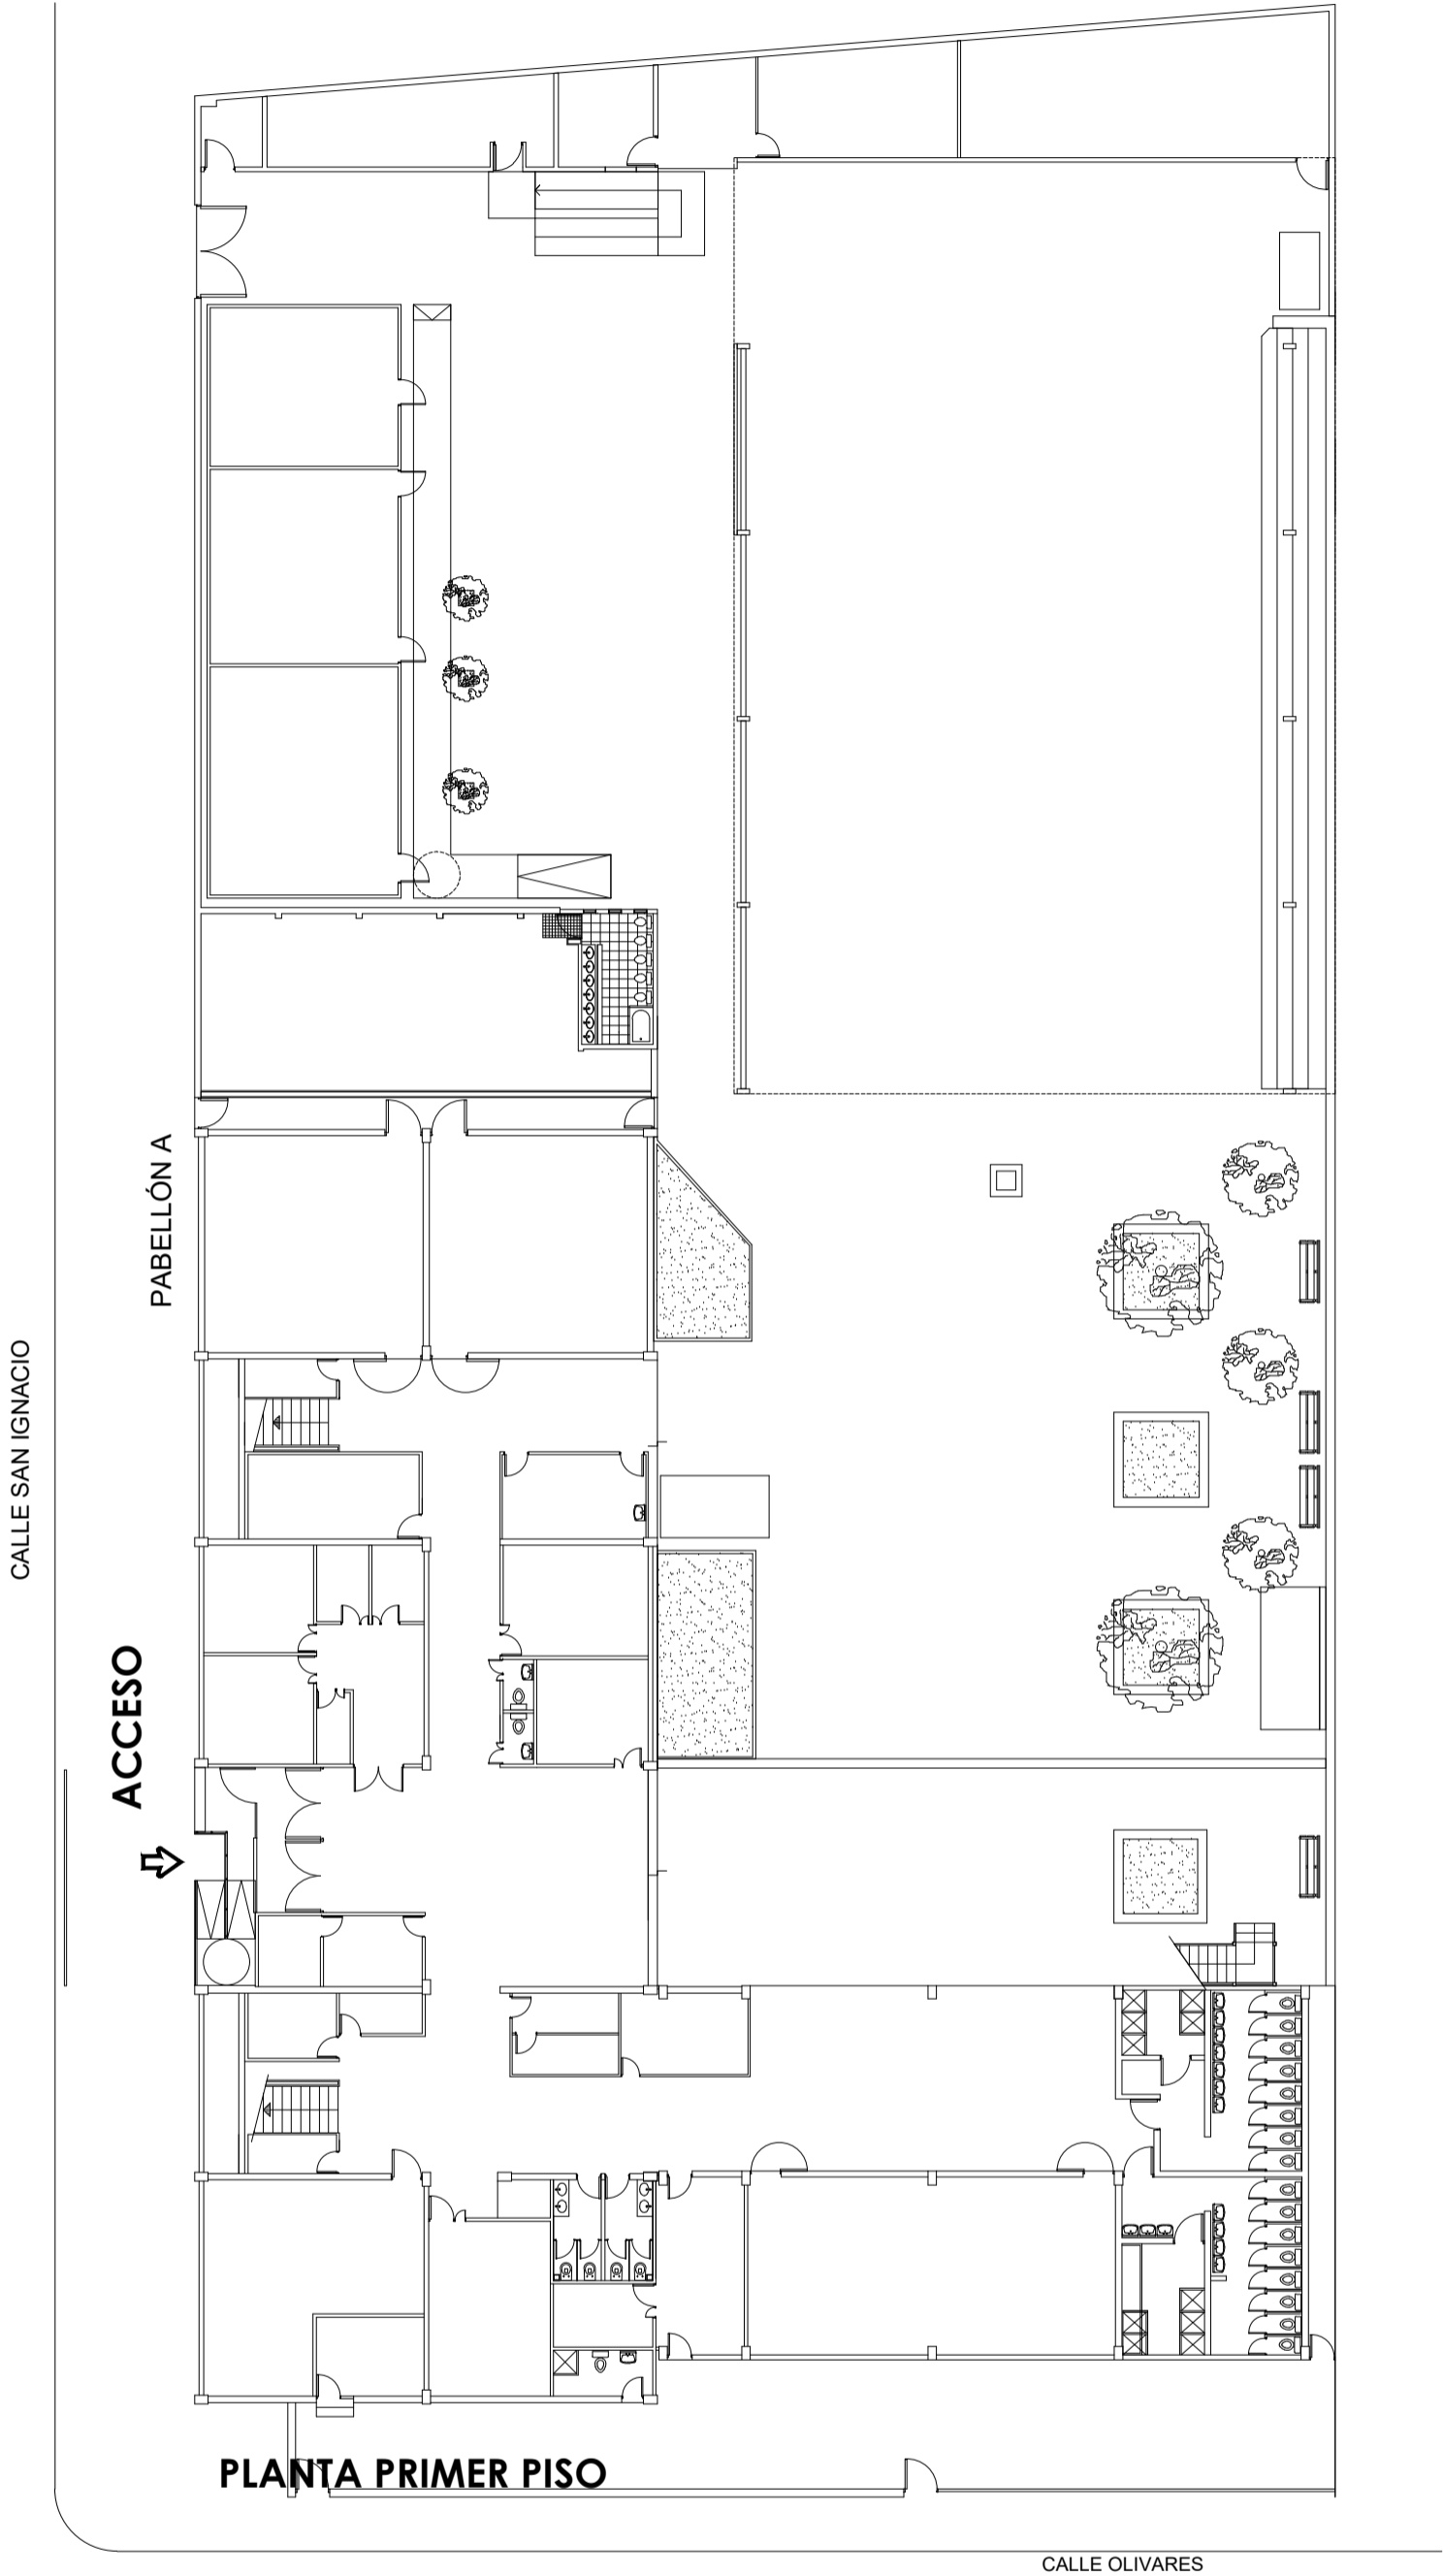 PABELLÓN A
CALLE SAN IGNACIO
ACCESO
PLANTA PRIMER PISO
CALLE OLIVARES